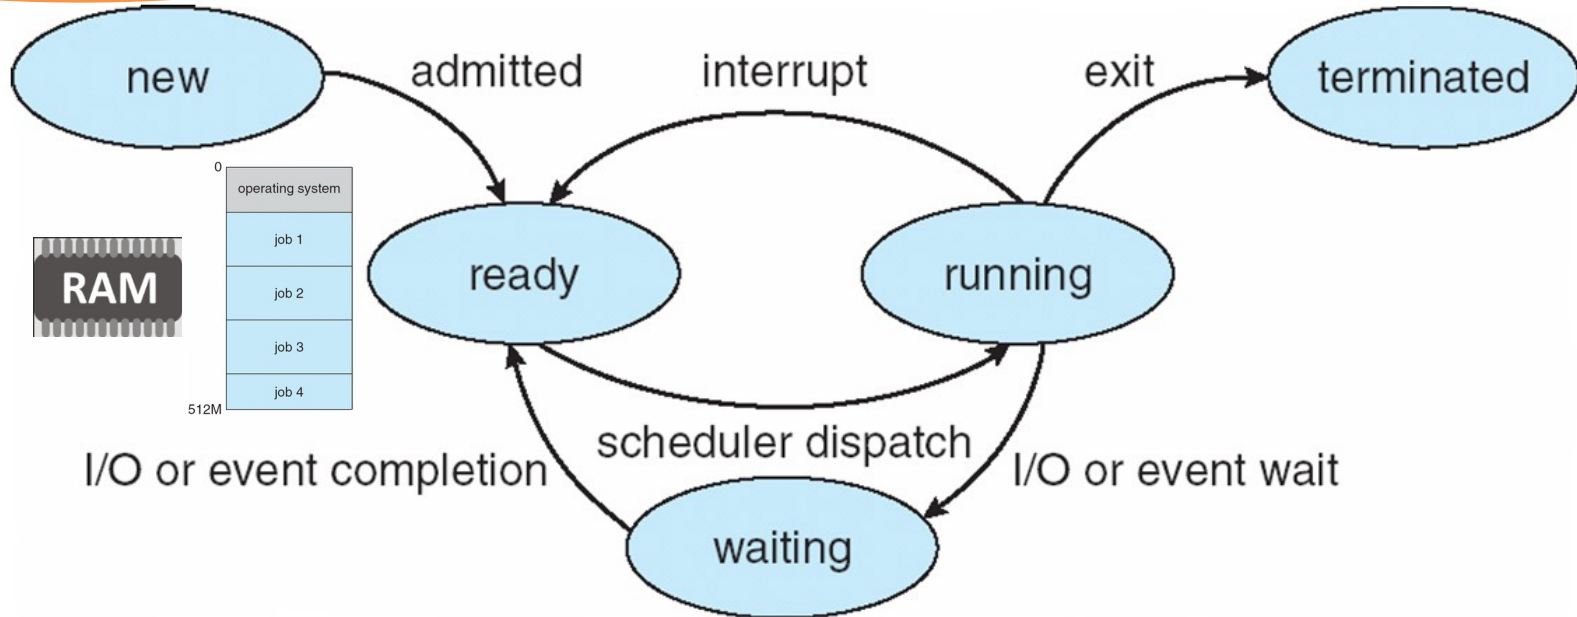 new
admitted
interrupt
exit
terminated
0
operating system
job 1
RAM
job 2
job 3
job 4
512M
ready
running
scheduler dispatch
I/O or event completion
I/O or event wait
waiting